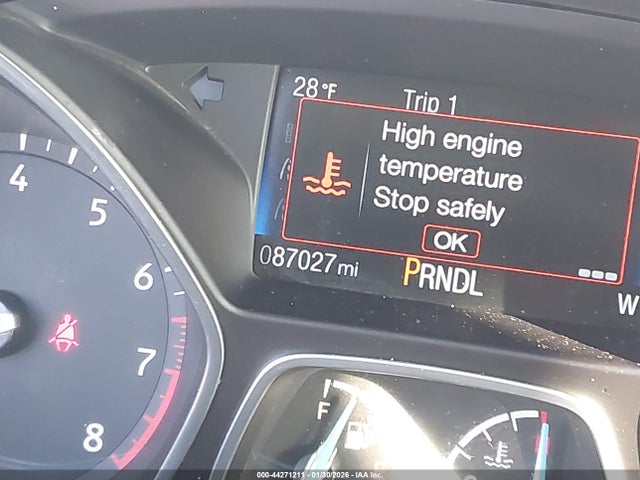 28°F
Trip 1
High engine
temperature
Stop safely
OK
087027 mi
PRNDL
W
4
5
6
7
8
F
000-44271211 - 01/30/2026 - IAA Inc.